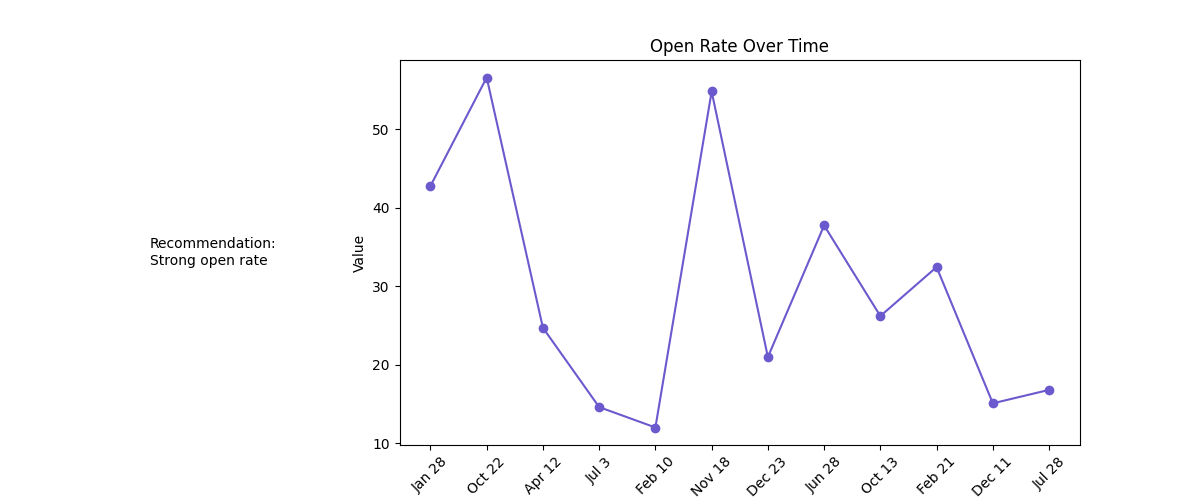 Open Rate Over Time
Recommendation:
Strong open rate
Value
50
40
30
20
10
Jan 28
Oct 22
Apr 12
Jul 3
Feb 10
Nov 18
Dec 23
Jun 28
Oct 13
Feb 21
Dec 11
Jul 28